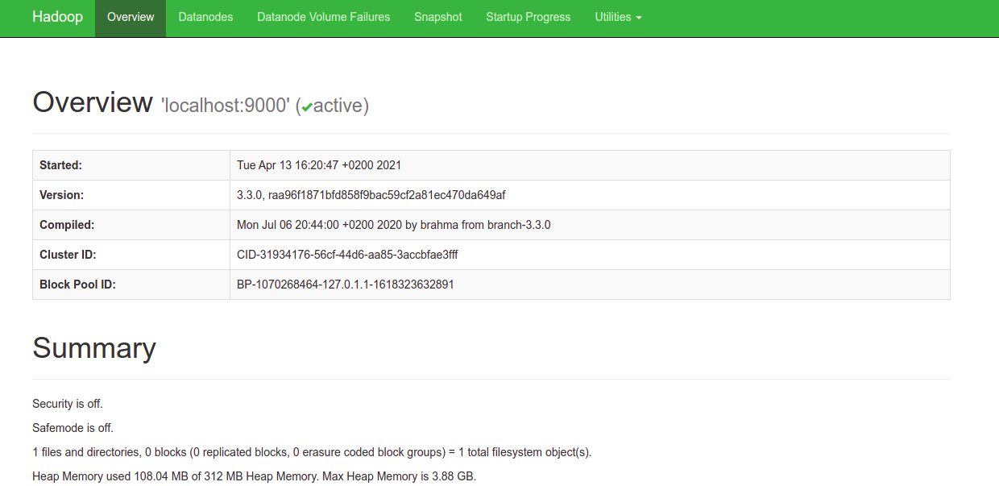 Hadoop Overview Datanodes Datanode Volume Failures Snapshot Startup Progress Utilities
Overview 'localhost:9000' (✔active)
Started: Tue Apr 13 16:20:47 +0200 2021
Version: 3.3.0, raa96f1871bfd858f9bac59cf2a81ec470da649af
Compiled: Mon Jul 06 20:44:00 +0200 2020 by brahma from branch-3.3.0
Cluster ID: CID-31934176-56cf-44d6-aa85-3accbfae3fff
Block Pool ID: BP-1070268464-127.0.1.1-1618323632891
Summary
Security is off.
Safemode is off.
1 files and directories, 0 blocks (0 replicated blocks, 0 erasure coded block groups) = 1 total filesystem object(s).
Heap Memory used 108.04 MB of 312 MB Heap Memory. Max Heap Memory is 3.88 GB.